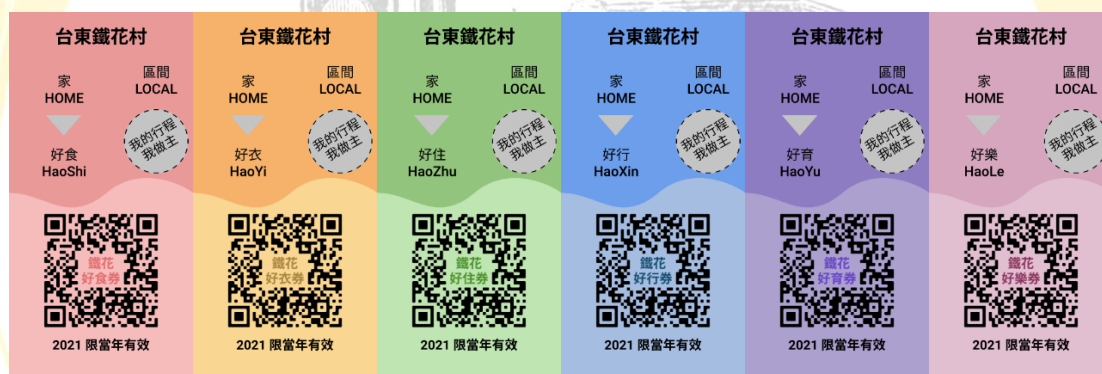 台東鐵花村
家
HOME
區間
LOCAL
我的行程
我做主
好食
HaoShi
鐵花
好食券
2021 限當年有效
台東鐵花村
家
HOME
區間
LOCAL
我的行程
我做主
好衣
HaoYi
鐵花
好衣券
2021 限當年有效
台東鐵花村
家
HOME
區間
LOCAL
我的行程
我做主
好住
HaoZhu
鐵花
好住券
2021 限當年有效
台東鐵花村
家
HOME
區間
LOCAL
我的行程
我做主
好行
HaoXin
鐵花
好行券
2021 限當年有效
台東鐵花村
家
HOME
區間
LOCAL
我的行程
我做主
好育
HaoYu
鐵花
好育券
2021 限當年有效
台東鐵花村
家
HOME
區間
LOCAL
我的行程
我做主
好樂
HaoLe
鐵花
好樂券
2021 限當年有效